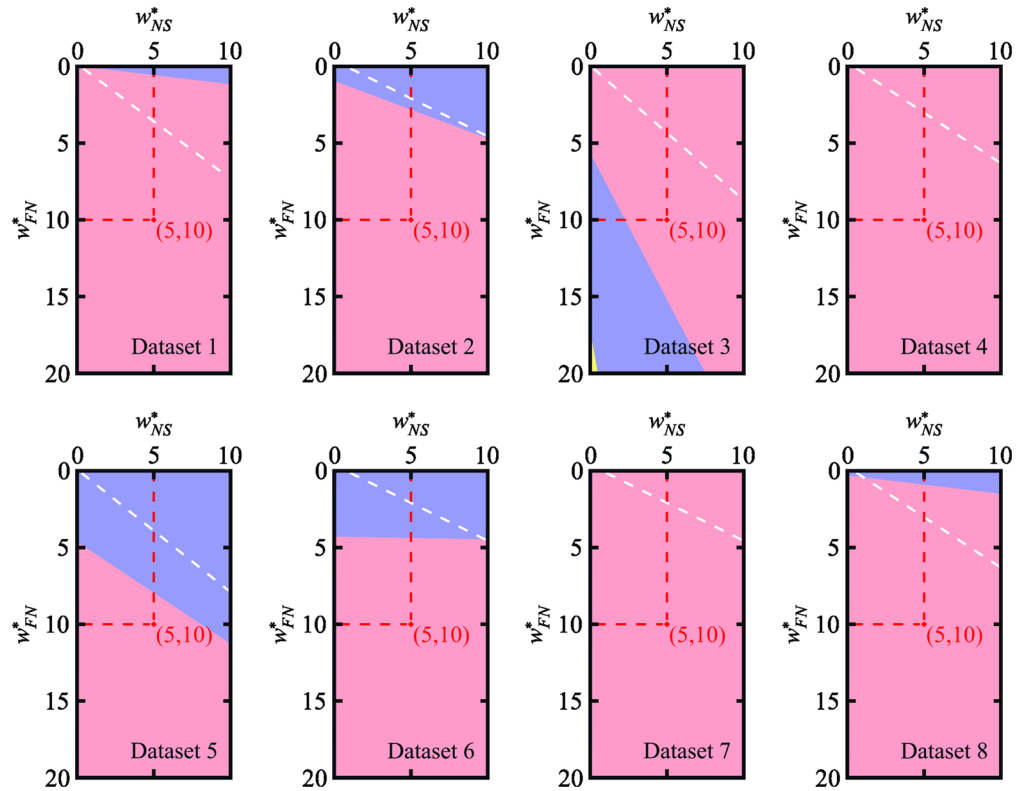 w*NS w*NS w*NS w*NS
0 5 10 0 5 10 0 5 10 0 5 10
0 0 0 0
5 5 5 5
w*FN 10 (5,10) w*FN 10 (5,10) w*FN 10 (5,10) w*FN 10 (5,10)
15 15 15 15
Dataset 1 Dataset 2 Dataset 3 Dataset 4
20 20 20 20
w*NS w*NS w*NS w*NS
0 5 10 0 5 10 0 5 10 0 5 10
0 0 0 0
5 5 5 5
w*FN 10 (5,10) w*FN 10 (5,10) w*FN 10 (5,10) w*FN 10 (5,10)
15 15 15 15
Dataset 5 Dataset 6 Dataset 7 Dataset 8
20 20 20 20